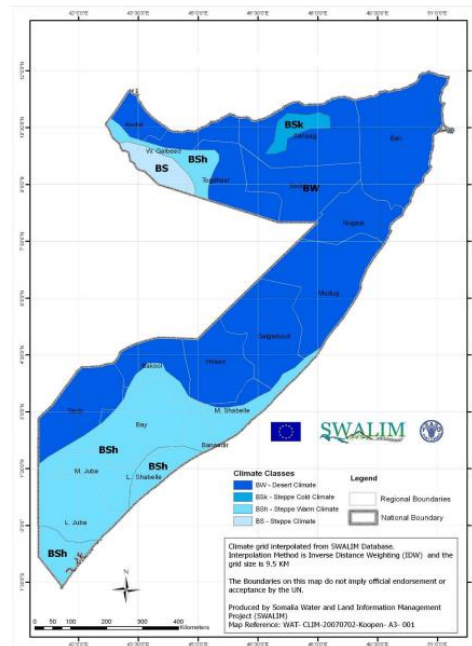 BSk
Bari
W. Galbeed
BSh
BS
Togdheer
BW
Nugaal
Mudug
Galgaduud
Hiraan
Bakool
Gedo
M. Shabelle
Bay
Banaadir
BSh
BSh
M. Juba
L. Shabelle
L. Juba
BSh
SWALIM
Climate Classes
BW - Desert Climate
BSk - Steppe Cold Climate
BSh - Steppe Warm Climate
BS - Steppe Climate
Legend
Regional Boundaries
National Boundary
N
0 50 100 200 300 400
Kilometers
Climate grid interpolated from SWALIM Database.
Interpolation Method is Inverse Distance Weighting (IDW) and the
grid size is 9.5 KM
The Boundaries on this map do not imply official endorsement or
acceptance by the UN.
Produced by Somalia Water and Land Information Management
Project (SWALIM)
Map Reference: WAT- CLIM-20070702-Koopen- A3- 001